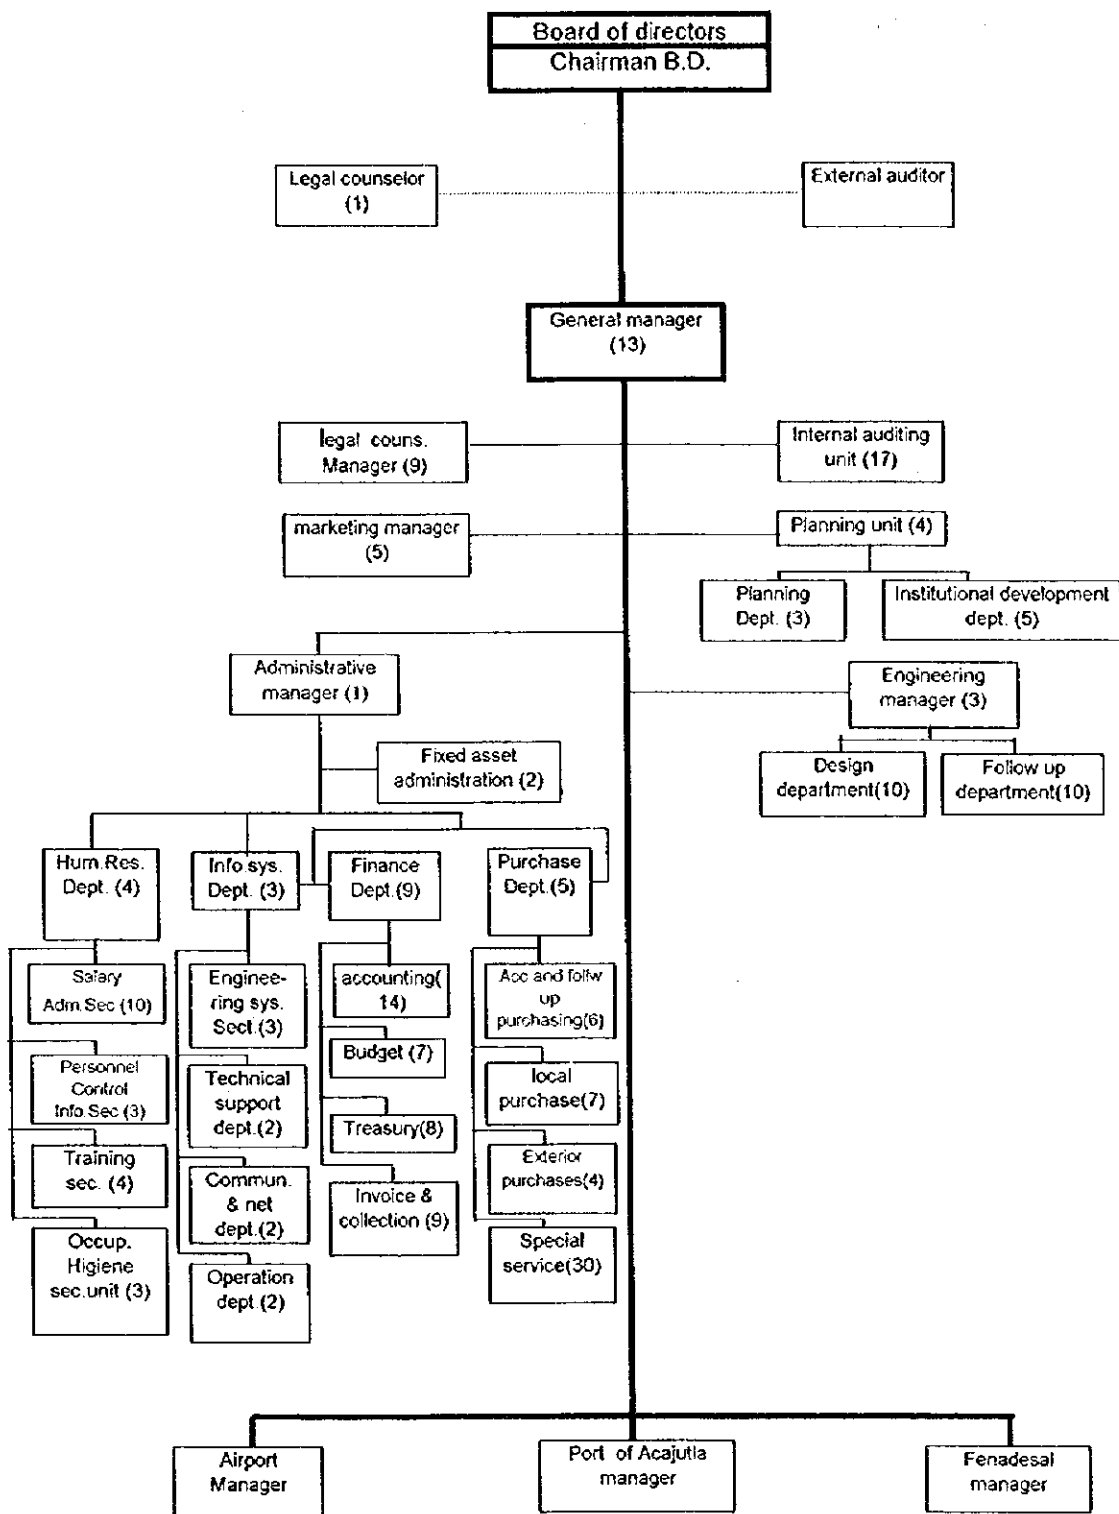 Board of directors
Chairman B.D.
Legal counselor
(1)
External auditor
General manager
(13)
legal couns.
Manager (9)
Internal auditing
unit (17)
marketing manager
(5)
Planning unit (4)
Planning
Dept. (3)
Institutional development
dept. (5)
Administrative
manager (1)
Engineering
manager (3)
Fixed asset
administration (2)
Design
department(10)
Follow up
department(10)
Hum.Res.
Dept. (4)
Info.sys.
Dept. (3)
Finance
Dept.(9)
Purchase
Dept.(5)
Salary
Adm.Sec (10)
Enginee-
ring sys.
Sect.(3)
accounting(
14)
Acc and follw
up
purchasing(6)
Personnel
Control
Info.Sec (3)
Technical
support
dept.(2)
Budget (7)
local
purchase(7)
Training
sec. (4)
Commun.
& net
dept.(2)
Treasury(8)
Exterior
purchases(4)
Occup.
Higiene
sec.unit (3)
Operation
dept.(2)
Invoice &
collection (9)
Special
service(30)
Airport
Manager
Port of Acajutla
manager
Fenadesal
manager